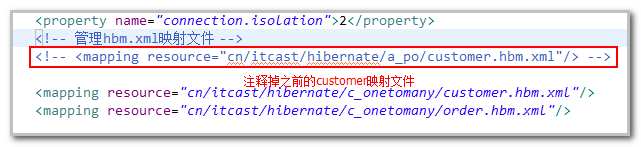 <property name="connection.isolation">2</property>
<!-- 管理hbm.xml映射文件 -->
<!-- <mapping resource="cn/itcast/hibernate/a_po/customer.hbm.xml"/> -->
注释掉之前的customer映射文件
<mapping resource="cn/itcast/hibernate/c_onetomany/customer.hbm.xml"/>
<mapping resource="cn/itcast/hibernate/c_onetomany/order.hbm.xml"/>